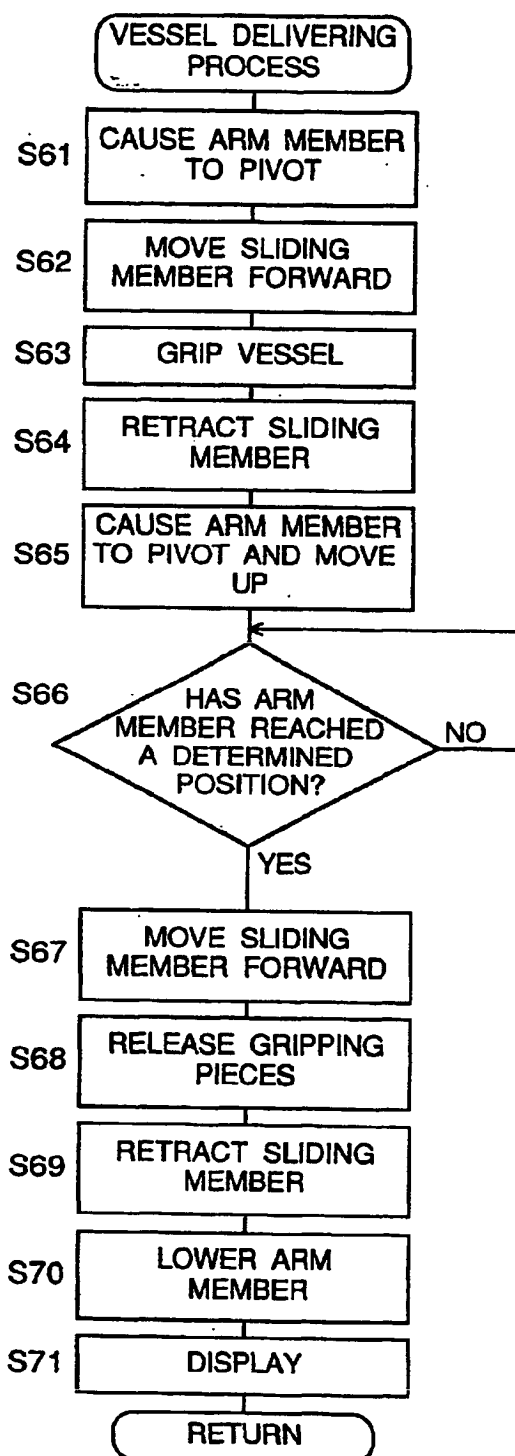 VESSEL DELIVERING
PROCESS
S61
CAUSE ARM MEMBER
TO PIVOT
S62
MOVE SLIDING
MEMBER FORWARD
S63
GRIP VESSEL
S64
RETRACT SLIDING
MEMBER
S65
CAUSE ARM MEMBER
TO PIVOT AND MOVE
UP
S66
HAS ARM
MEMBER REACHED
A DETERMINED
POSITION?
NO
YES
S67
MOVE SLIDING
MEMBER FORWARD
S68
RELEASE GRIPPING
PIECES
S69
RETRACT SLIDING
MEMBER
S70
LOWER ARM
MEMBER
S71
DISPLAY
RETURN